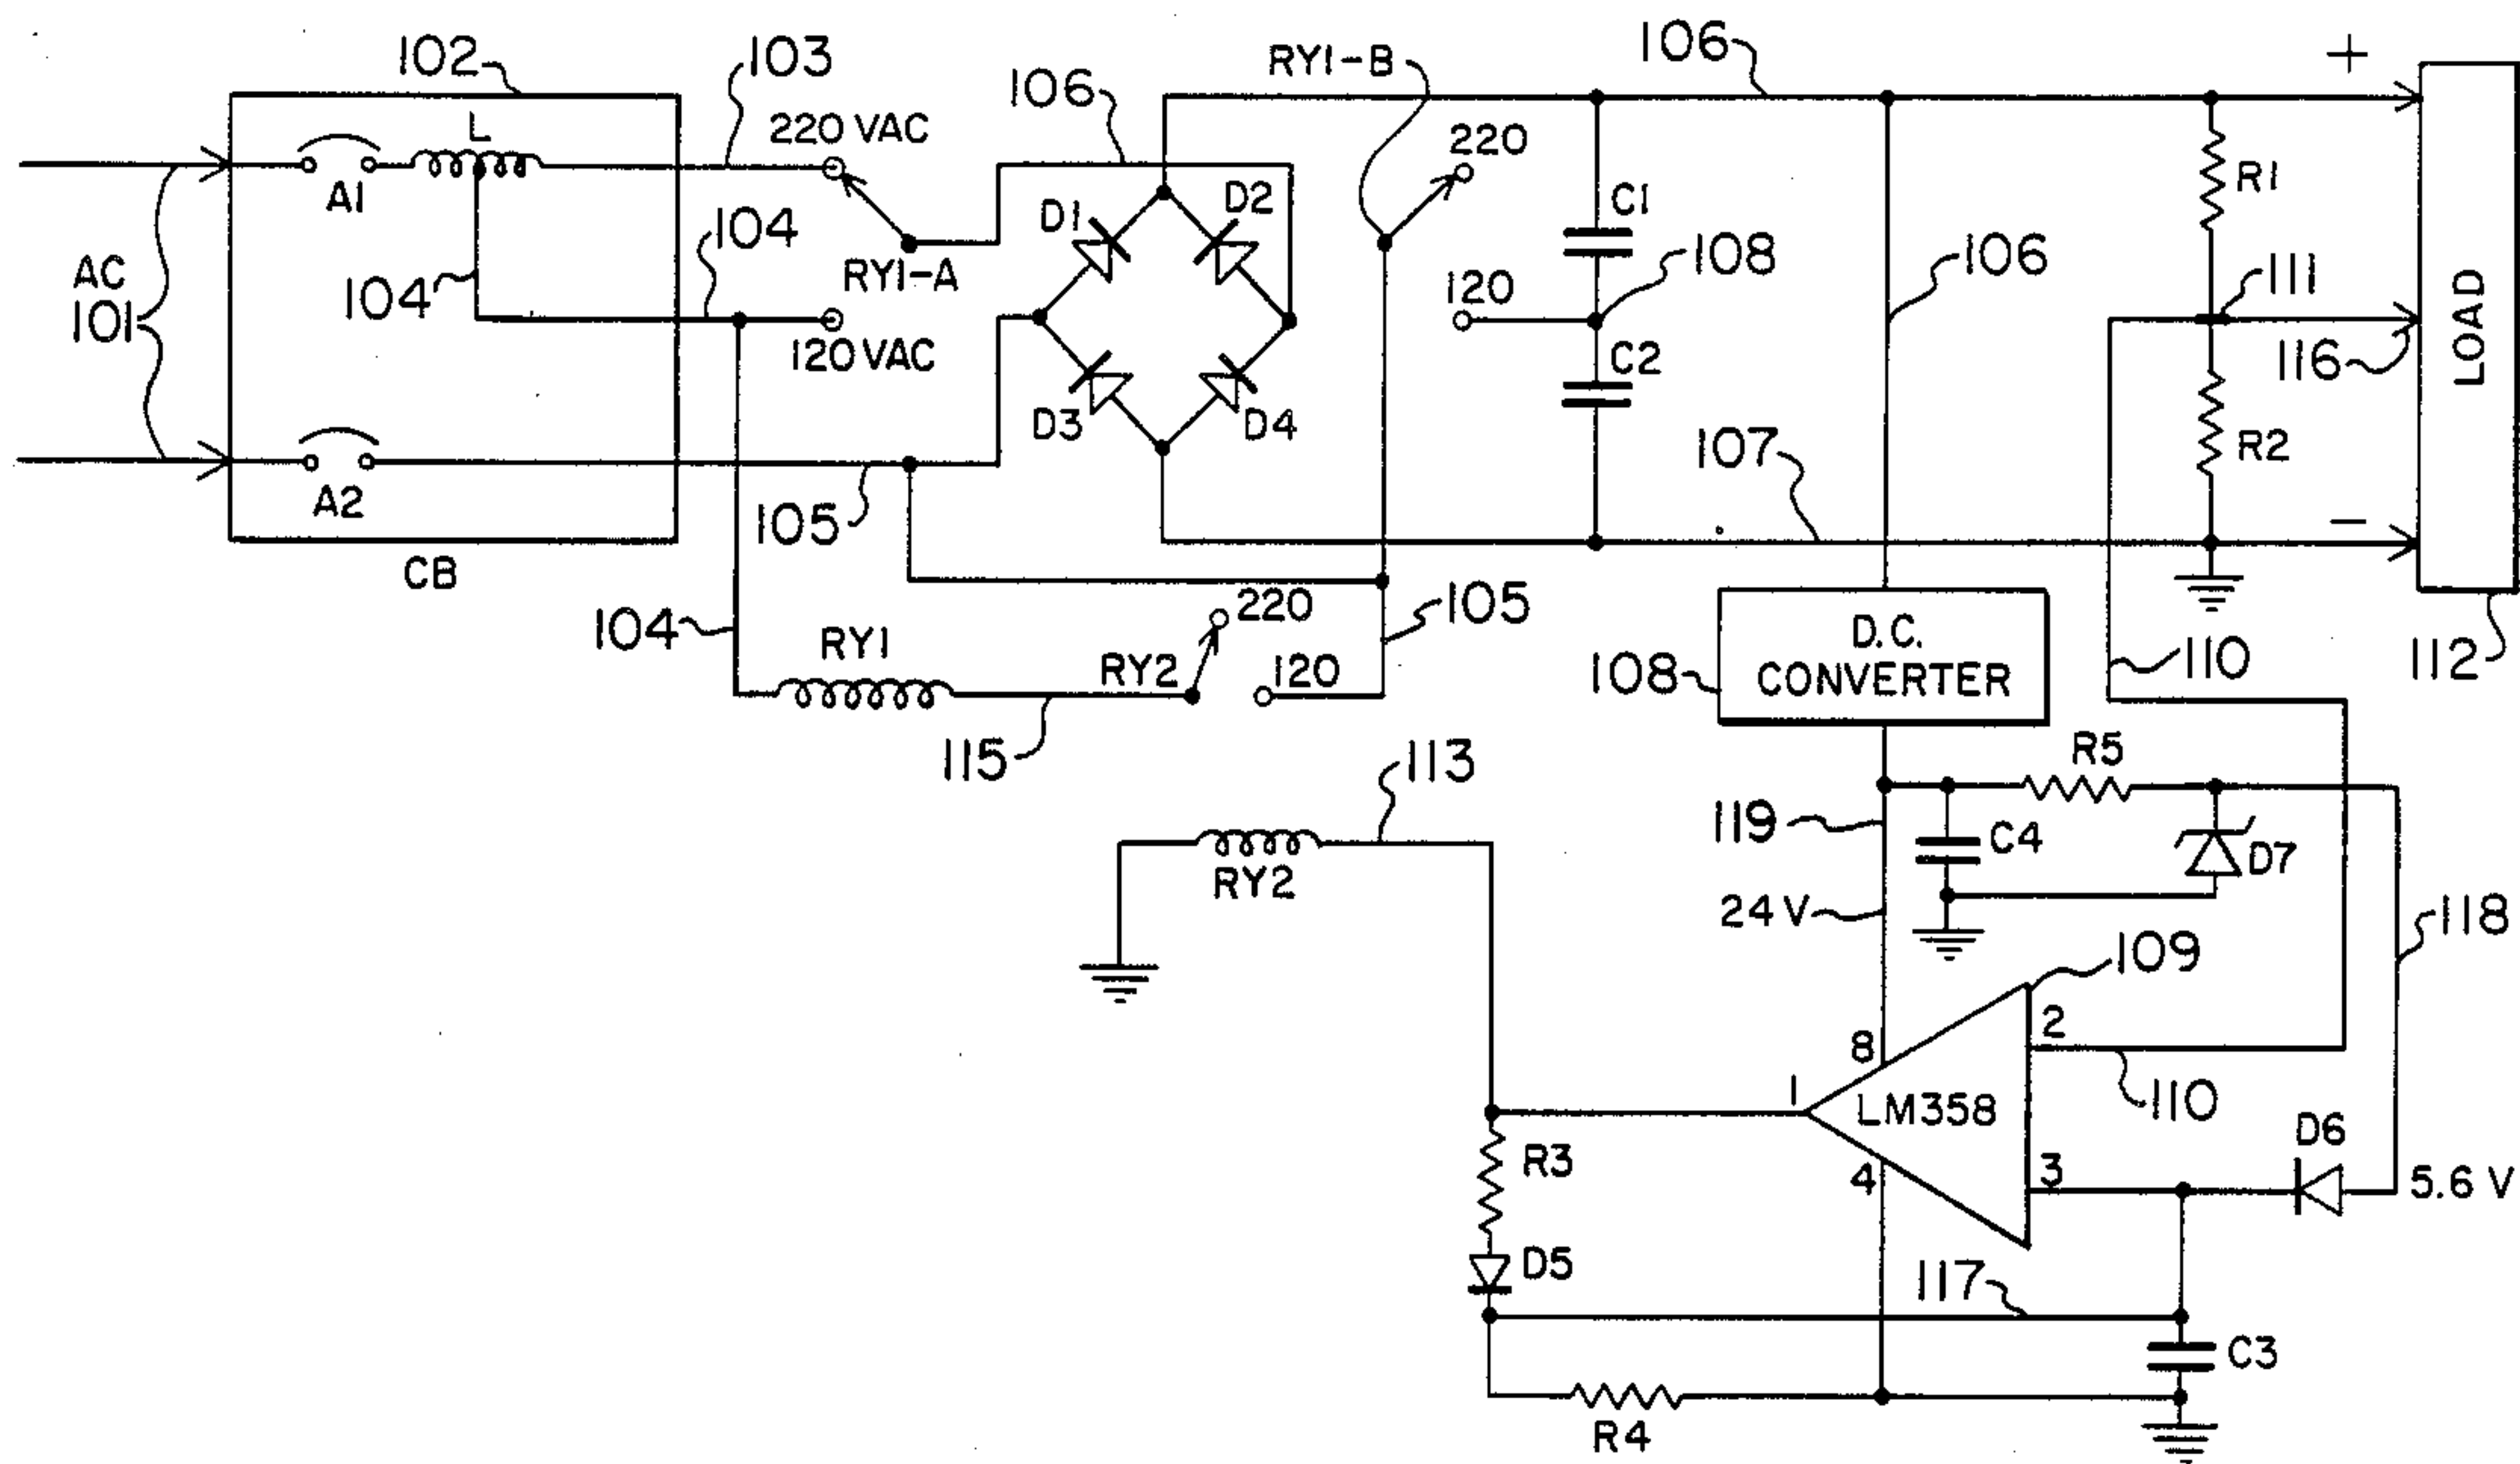 102
103
106
RY1-B
106
+
L
220 VAC
220
A1
D1
D2
C1
R1
AC
101
104
104
RY1-A
108
106
111
120
120 VAC
C2
116
LOAD
D3
D4
107
R2
A2
105
CB
104
RY1
RY2
220
120
105
108
D.C.
CONVERTER
110
112
115
113
R5
119
C4
D7
RY2
24 V
118
109
8
2
1
LM358
110
R3
4
3
D6
5.6 V
D5
117
C3
R4
−